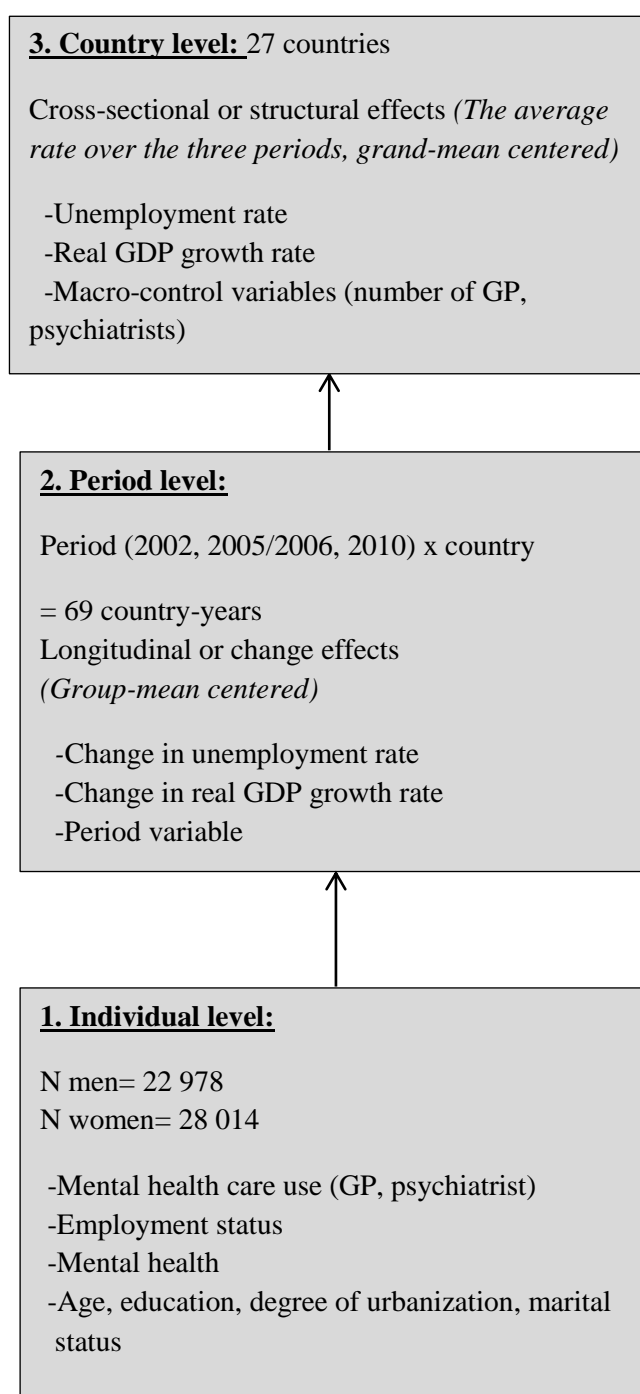 3. Country level: 27 countries
Cross-sectional or structural effects (The average
rate over the three periods, grand-mean centered)
-Unemployment rate
-Real GDP growth rate
-Macro-control variables (number of GP,
psychiatrists)
2. Period level:
Period (2002, 2005/2006, 2010) x country
= 69 country-years
Longitudinal or change effects
(Group-mean centered)
-Change in unemployment rate
-Change in real GDP growth rate
-Period variable
1. Individual level:
N men= 22 978
N women= 28 014
-Mental health care use (GP, psychiatrist)
-Employment status
-Mental health
-Age, education, degree of urbanization, marital
status